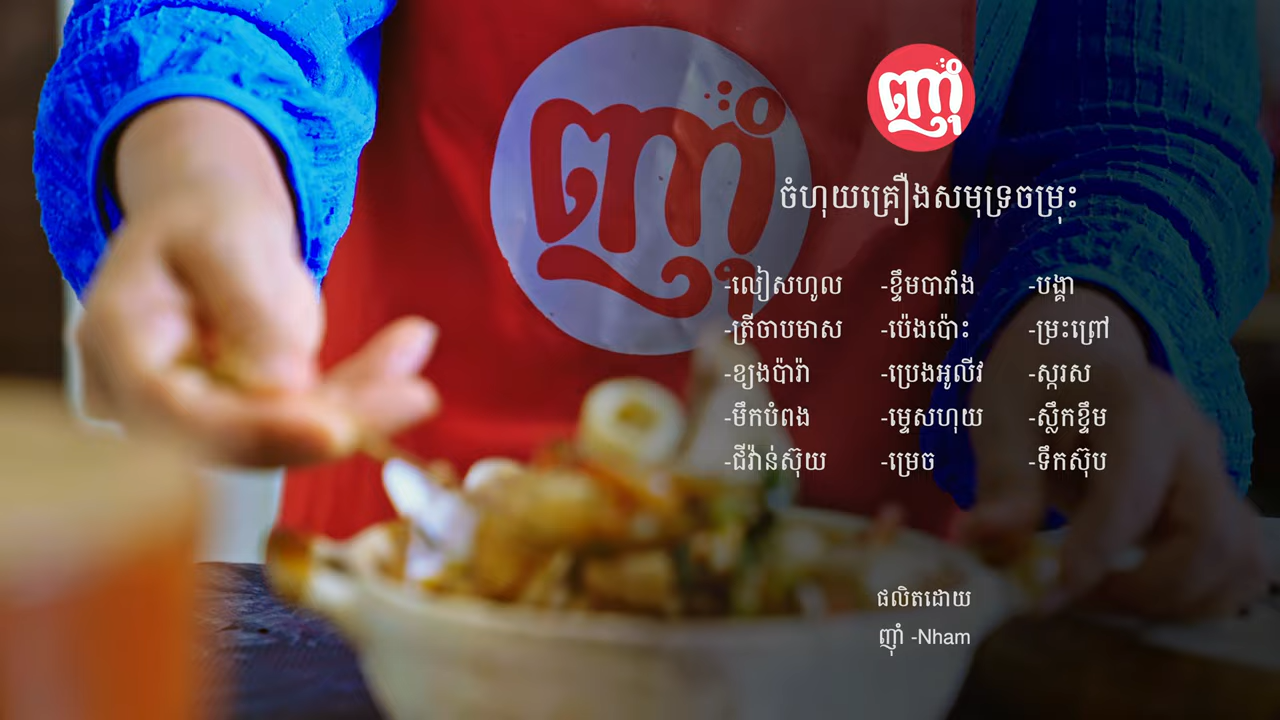 ញ៉ាំ
ញ៉ាំ
ចំហុយគ្រឿងសមុទ្រចម្រុះ
-លៀសហូល
-ត្រីចាបមាស
-ខ្យងប៉ារ៉ា
-មឹកបំពង
-ជីវ៉ាន់ស៊ុយ
-ខ្ទឹមបារាំង
-ប៉េងប៉ោះ
-ប្រេងអូលីវ
-ម្ទេសហុយ
-ម្រេច
-បង្គា
-ម្រះព្រៅ
-ស្ករស
-ស្លឹកខ្ទឹម
-ទឹកស៊ុប
ផលិតដោយ
ញ៉ាំ -Nham